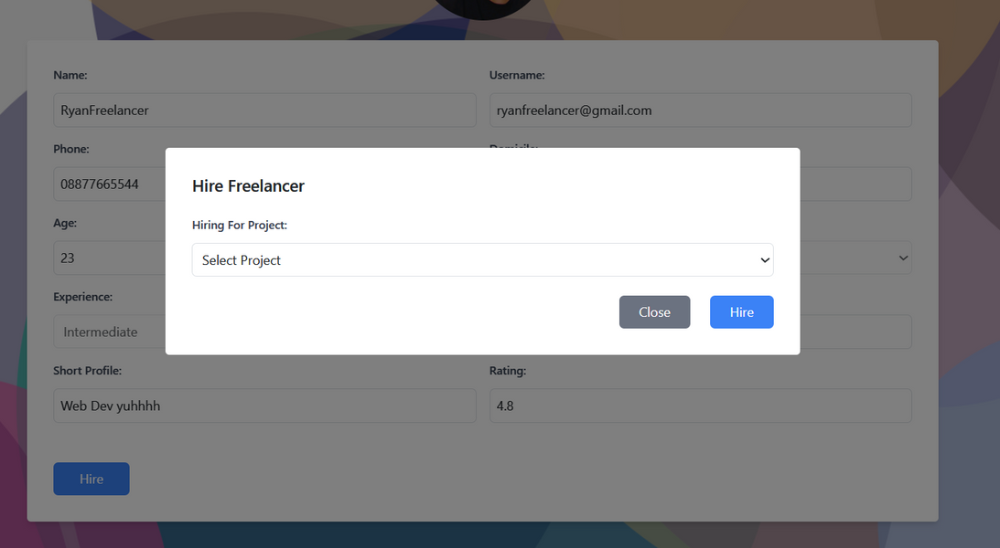 Name:
Username:
RyanFreelancer
ryanfreelancer@gmail.com
Phone:
Domicile:
08877665544
Hire Freelancer
Age:
Hiring For Project:
23
Select Project
Experience:
Close
Hire
Intermediate
Short Profile:
Rating:
Web Dev yuhhhh
4.8
Hire